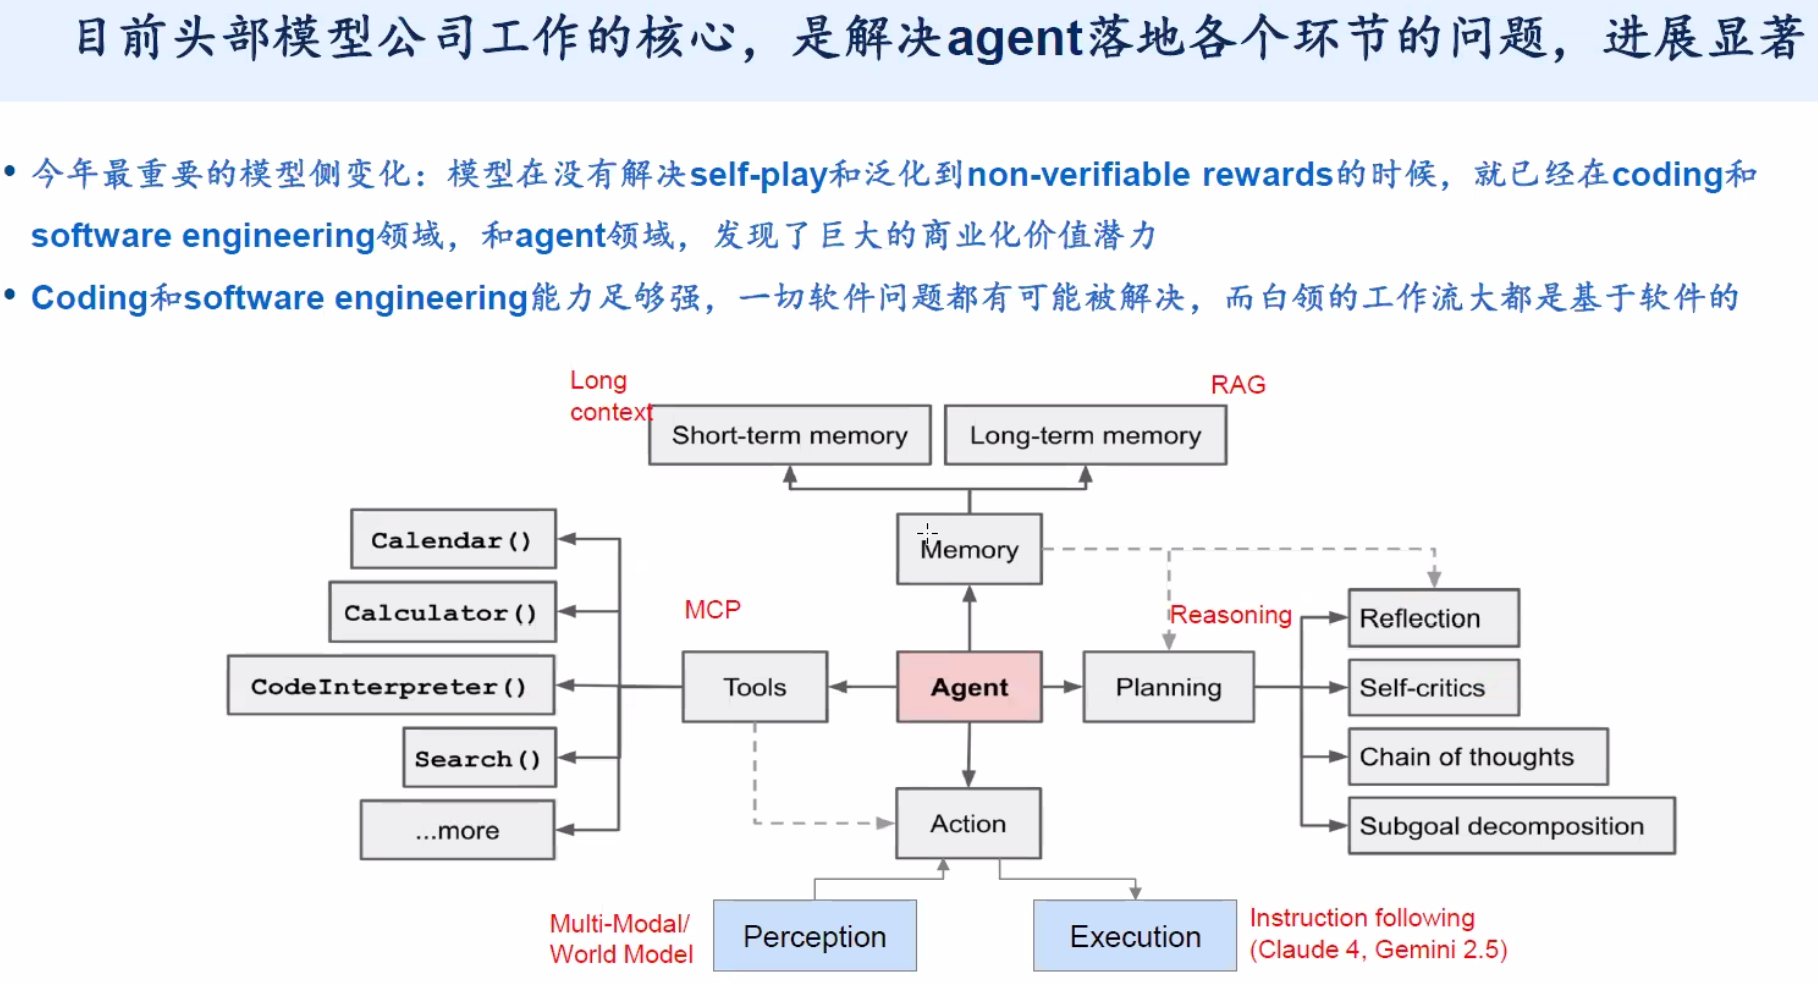 目前头部模型公司工作的核心，是解决agent落地各个环节的问题，进展显著
• 今年最重要的模型侧变化：模型在没有解决self-play和泛化到non-verifiable rewards的时候，就已经在coding和
software engineering领域，和agent领域，发现了巨大的商业化价值潜力
• Coding和software engineering能力足够强，一切软件问题都有可能被解决，而白领的工作流大都是基于软件的
Long
context
RAG
Short-term memory
Long-term memory
Calendar()
Memory
Calculator()
MCP
Reasoning
Reflection
CodeInterpreter()
Tools
Agent
Planning
Self-critics
Search()
Chain of thoughts
...more
Action
Subgoal decomposition
Multi-Modal/
World Model
Perception
Execution
Instruction following
(Claude 4, Gemini 2.5)